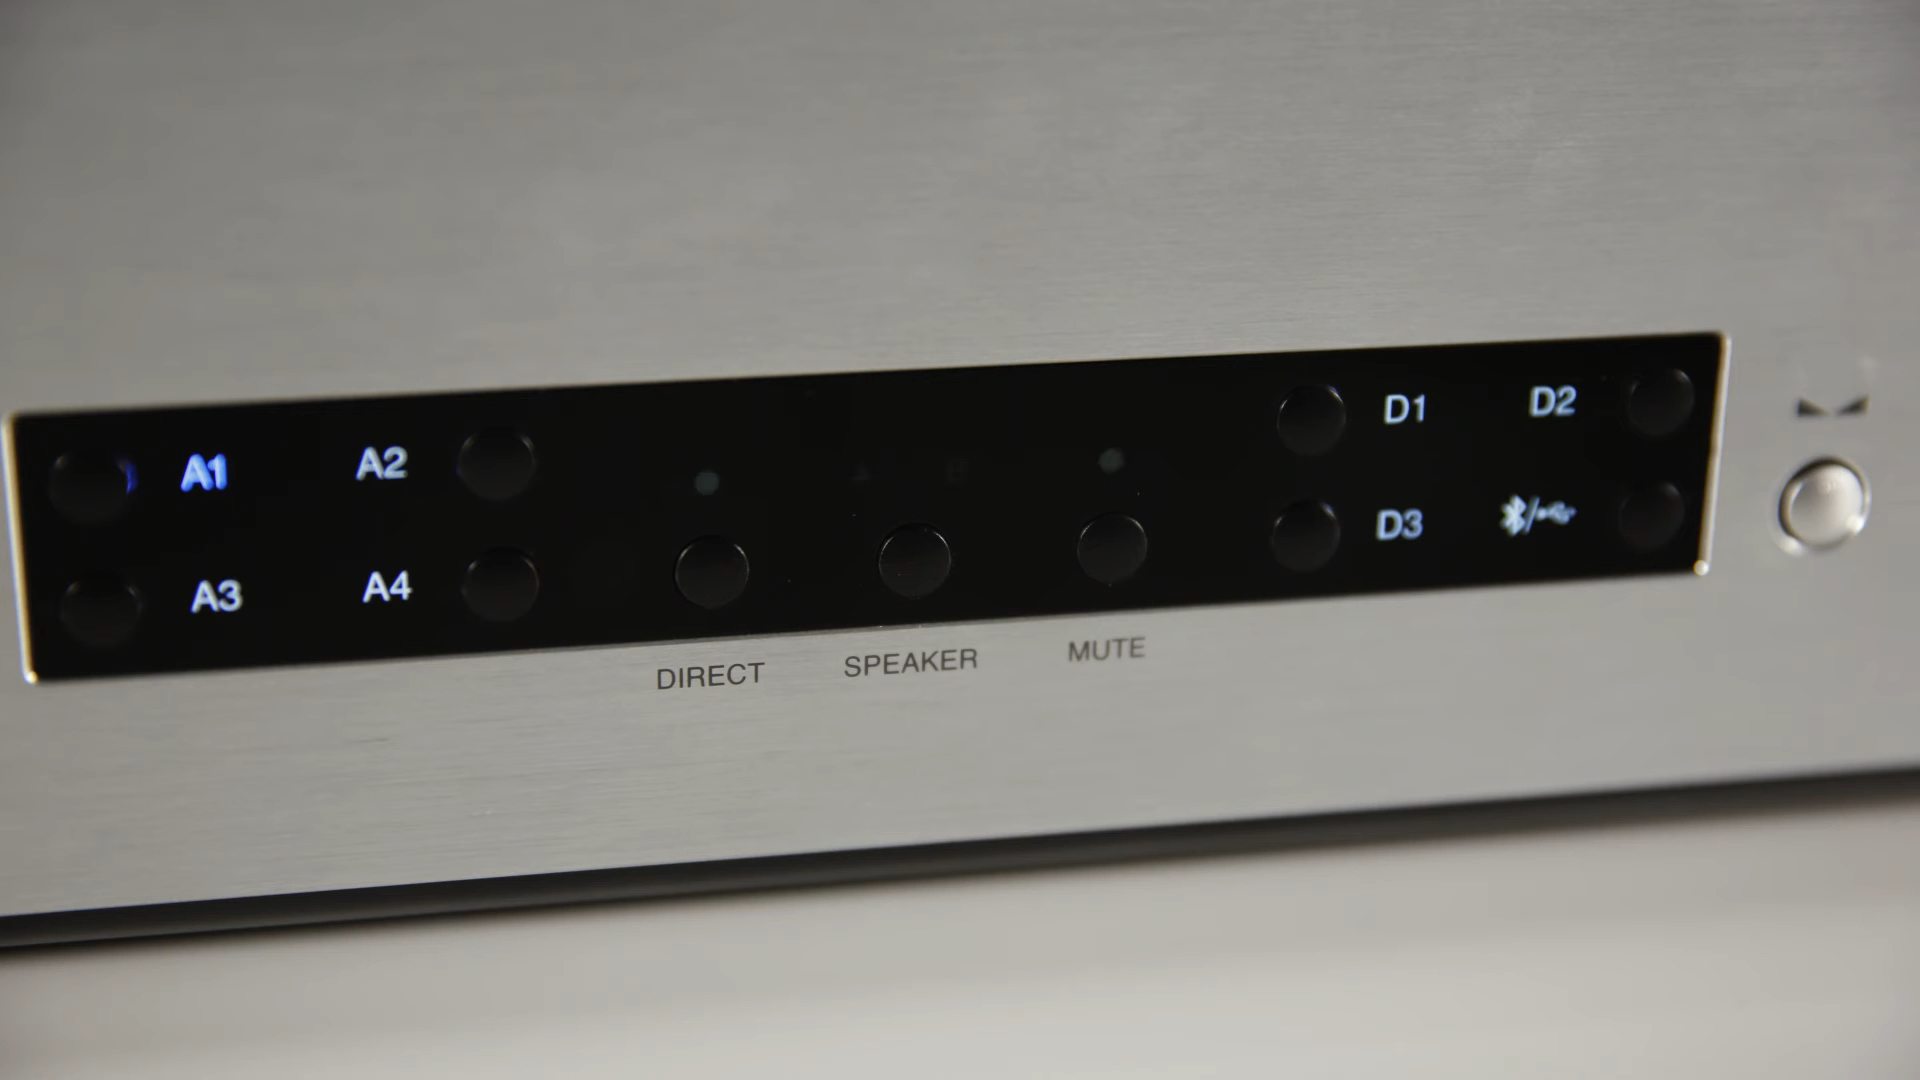 A1 A2 D1 D2
A3 A4 D3
DIRECT SPEAKER MUTE